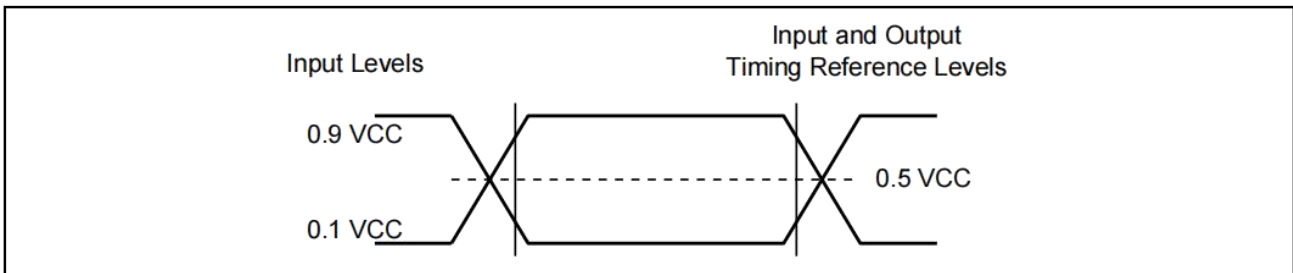 Input Levels
Input and Output
Timing Reference Levels
0.9 VCC
0.5 VCC
0.1 VCC